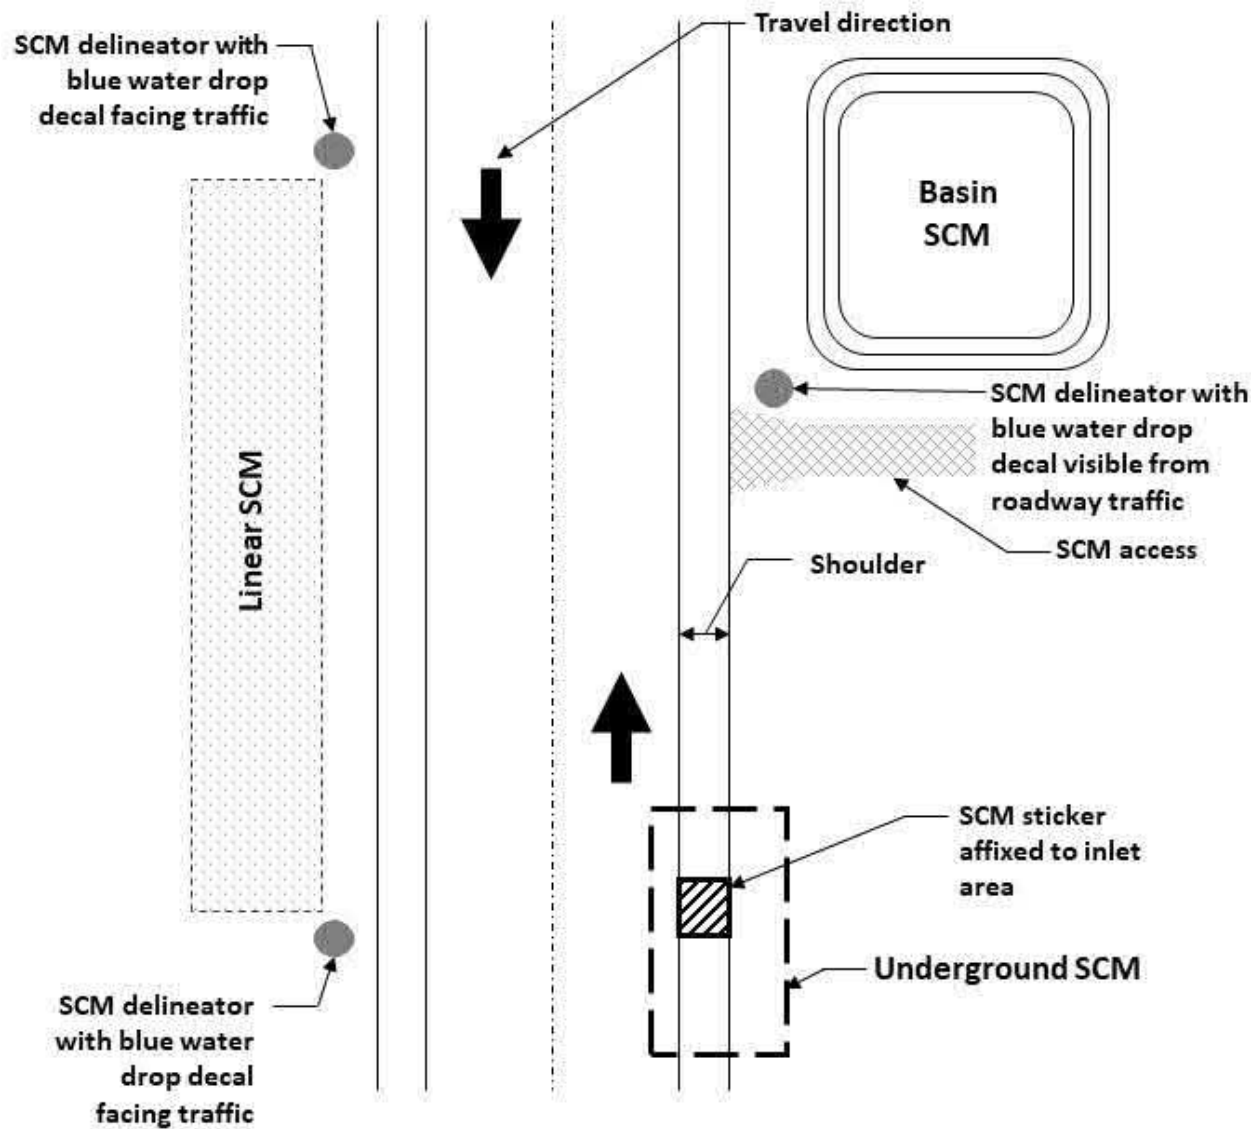 Travel direction
SCM delineator with
blue water drop
decal facing traffic
Basin
SCM
SCM delineator with
blue water drop
decal visible from
roadway traffic
SCM access
Linear SCM
Shoulder
SCM sticker
affixed to inlet
area
Underground SCM
SCM delineator
with blue water
drop decal
facing traffic